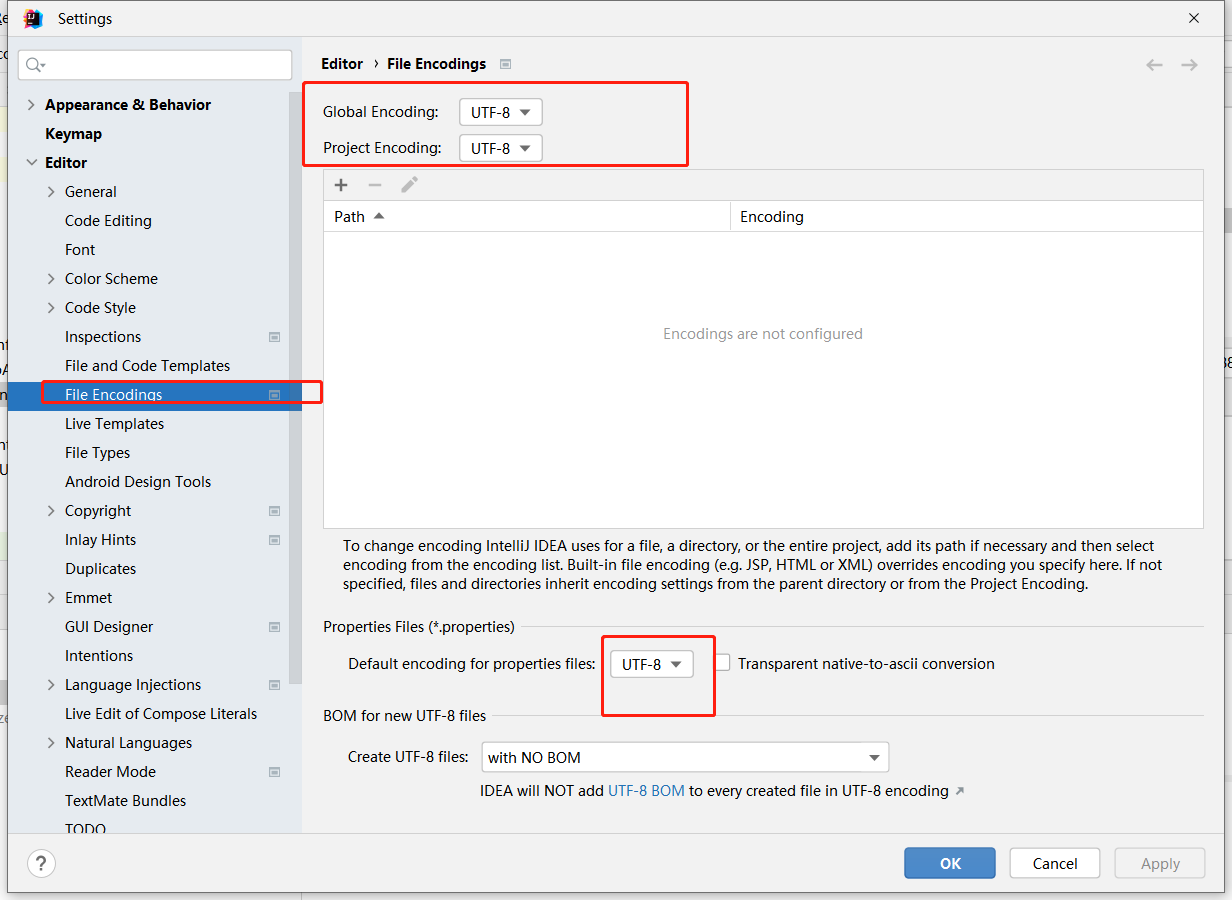 Settings
Editor › File Encodings
Appearance & Behavior
Keymap
Editor
General
Code Editing
Font
Color Scheme
Code Style
Inspections
File and Code Templates
File Encodings
Live Templates
File Types
Android Design Tools
Copyright
Inlay Hints
Duplicates
Emmet
GUI Designer
Intentions
Language Injections
Live Edit of Compose Literals
Natural Languages
Reader Mode
TextMate Bundles
TODO
Global Encoding: UTF-8
Project Encoding: UTF-8
Path Encoding
Encodings are not configured
To change encoding IntelliJ IDEA uses for a file, a directory, or the entire project, add its path if necessary and then select
encoding from the encoding list. Built-in file encoding (e.g. JSP, HTML or XML) overrides encoding you specify here. If not
specified, files and directories inherit encoding settings from the parent directory or from the Project Encoding.
Properties Files (*.properties)
Default encoding for properties files: UTF-8 Transparent native-to-ascii conversion
BOM for new UTF-8 files
Create UTF-8 files: with NO BOM
IDEA will NOT add UTF-8 BOM to every created file in UTF-8 encoding
? OK Cancel Apply